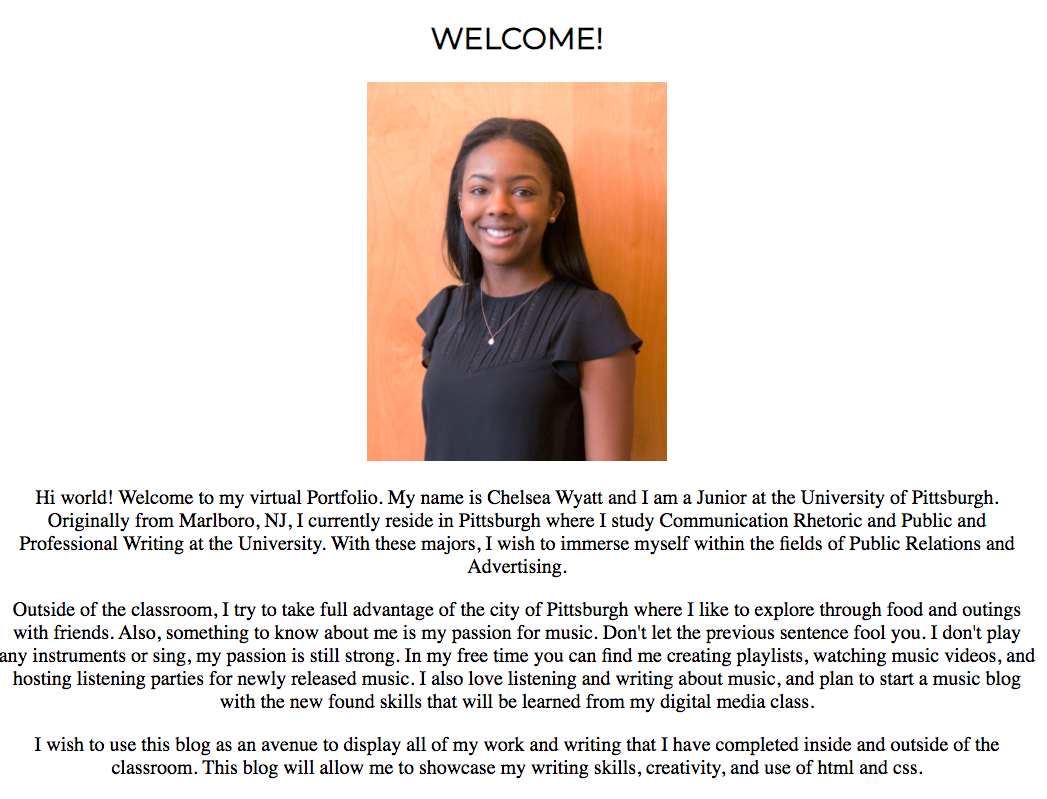 WELCOME!
Hi world! Welcome to my virtual Portfolio. My name is Chelsea Wyatt and I am a Junior at the University of Pittsburgh.
Originally from Marlboro, NJ, I currently reside in Pittsburgh where I study Communication Rhetoric and Public and
Professional Writing at the University. With these majors, I wish to immerse myself within the fields of Public Relations and
Advertising.
Outside of the classroom, I try to take full advantage of the city of Pittsburgh where I like to explore through food and outings
with friends. Also, something to know about me is my passion for music. Don't let the previous sentence fool you. I don't play
any instruments or sing, my passion is still strong. In my free time you can find me creating playlists, watching music videos, and
hosting listening parties for newly released music. I also love listening and writing about music, and plan to start a music blog
with the new found skills that will be learned from my digital media class.
I wish to use this blog as an avenue to display all of my work and writing that I have completed inside and outside of the
classroom. This blog will allow me to showcase my writing skills, creativity, and use of html and css.